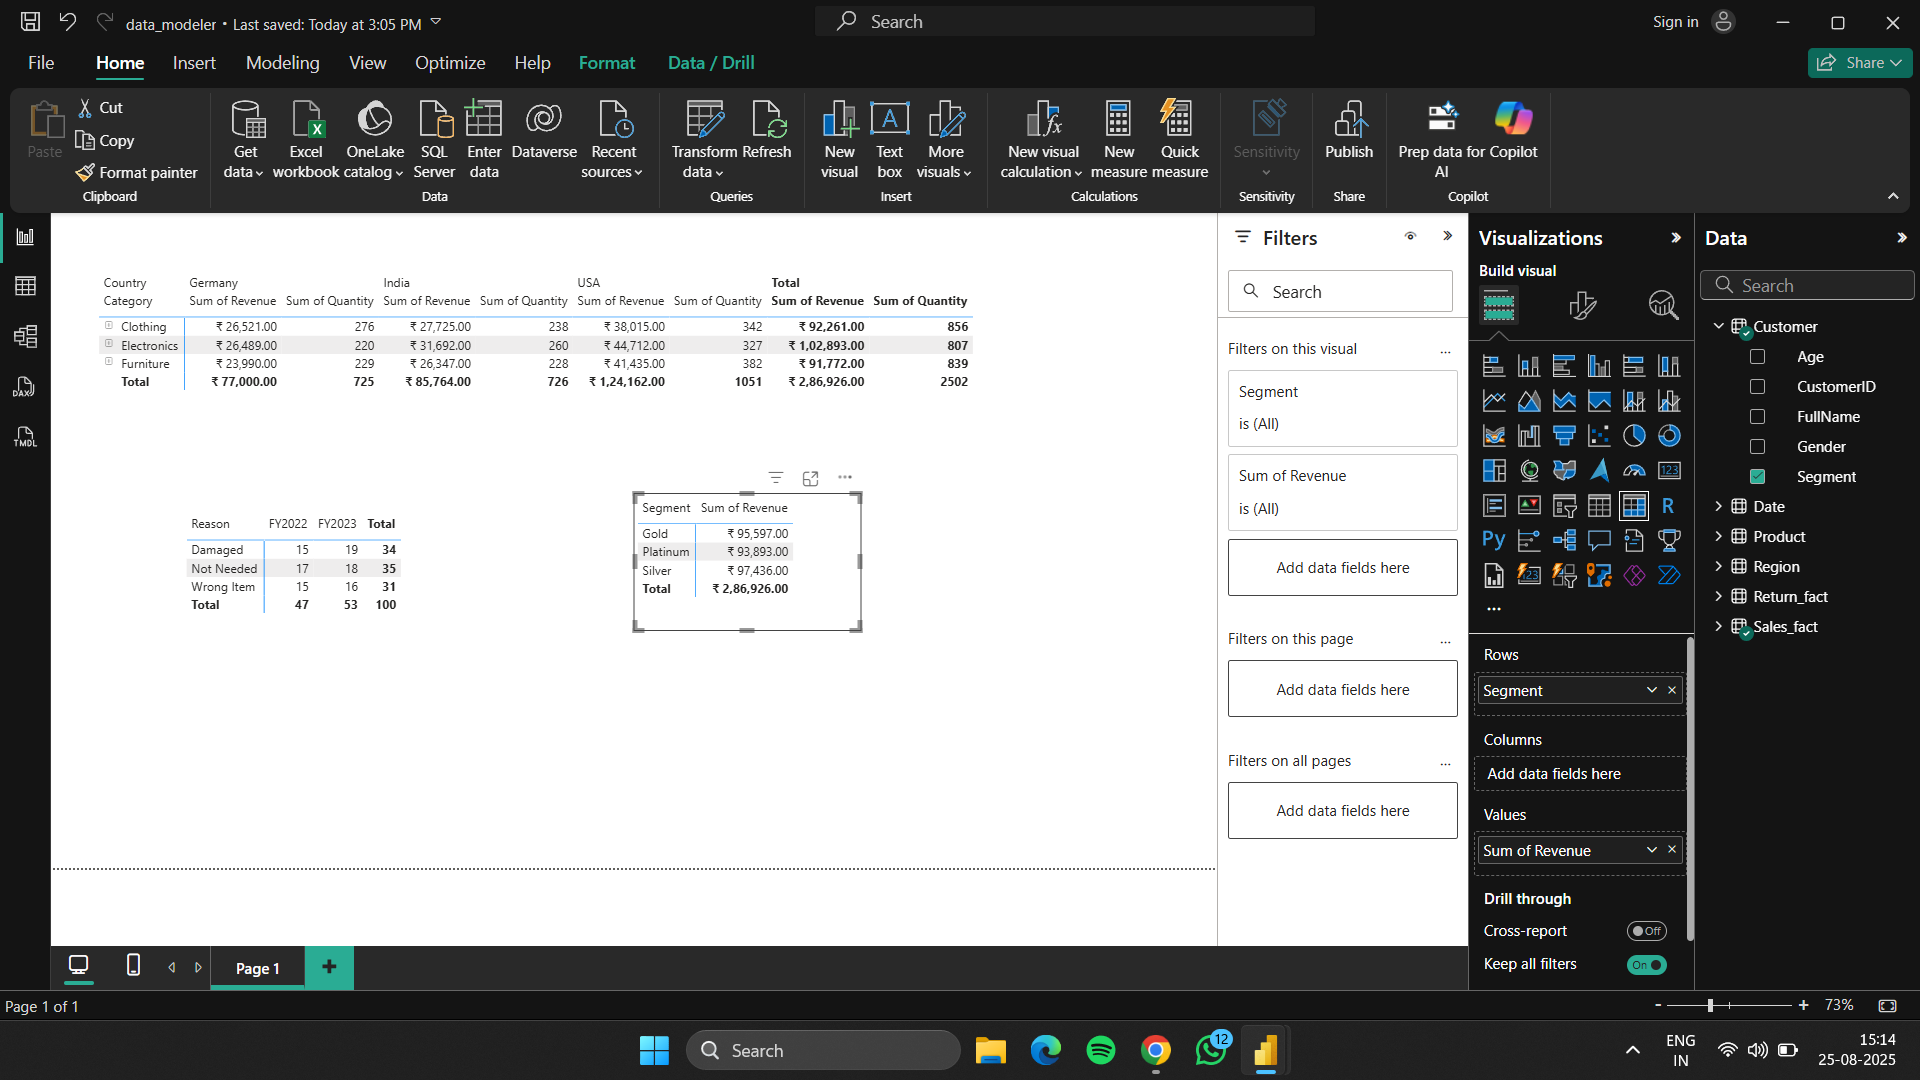 data_modeler • Last saved: Today at 3:05 PM
Search
Sign in
File
Home
Insert
Modeling
View
Optimize
Help
Format
Data / Drill
Share
Paste
Cut
Copy
Format painter
Clipboard
Get data
Excel workbook
OneLake catalog
SQL Server
Enter data
Dataverse
Recent sources
Data
Transform data
Refresh
Queries
New visual
Text box
More visuals
Insert
New visual calculation
New measure
Quick measure
Calculations
Sensitivity
Sensitivity
Publish
Share
Prep data for AI
Copilot
Copilot
Country Germany India USA Total
Category Sum of Revenue Sum of Quantity Sum of Revenue Sum of Quantity Sum of Revenue Sum of Quantity Sum of Revenue Sum of Quantity
Clothing ₹ 26,521.00 276 ₹ 27,725.00 238 ₹ 38,015.00 342 ₹ 92,261.00 856
Electronics ₹ 26,489.00 220 ₹ 31,692.00 260 ₹ 44,712.00 327 ₹ 1,02,893.00 807
Furniture ₹ 23,990.00 229 ₹ 26,347.00 228 ₹ 41,435.00 382 ₹ 91,772.00 839
Total ₹ 77,000.00 725 ₹ 85,764.00 726 ₹ 1,24,162.00 1051 ₹ 2,86,926.00 2502
Reason FY2022 FY2023 Total
Damaged 15 19 34
Not Needed 17 18 35
Wrong Item 15 16 31
Total 47 53 100
Segment Sum of Revenue
Gold ₹ 95,597.00
Platinum ₹ 93,893.00
Silver ₹ 97,436.00
Total ₹ 2,86,926.00
Filters
Search
Filters on this visual ...
Segment
is (All)
Sum of Revenue
is (All)
Add data fields here
Filters on this page ...
Add data fields here
Filters on all pages ...
Add data fields here
Visualizations
Build visual
123
R
Py
123
...
Rows
Segment
Columns
Add data fields here
Values
Sum of Revenue
Drill through
Cross-report Off
Keep all filters On
Data
Search
Customer
Age
CustomerID
FullName
Gender
Segment
Date
Product
Region
Return_fact
Sales_fact
DAX
TMDL
Page 1
Page 1 of 1
- + 73%
Search
12
ENG
IN
15:14
25-08-2025